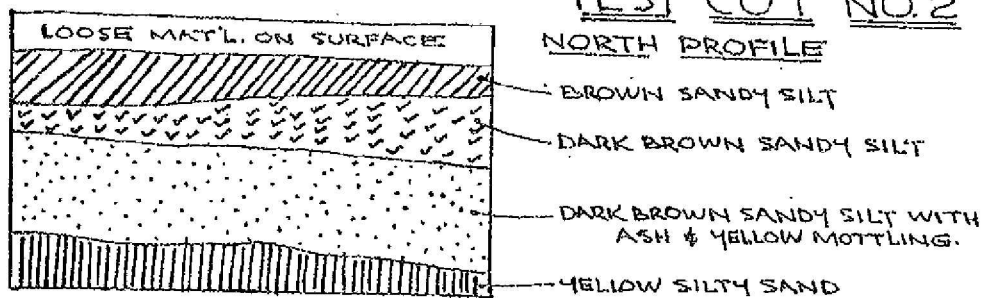 TEST CUT NO. 2
NORTH PROFILE
LOOSE MAT'L. ON SURFACE
BROWN SANDY SILT
DARK BROWN SANDY SILT
DARK BROWN SANDY SILT WITH
ASH & YELLOW MOTTLING.
YELLOW SILTY SAND